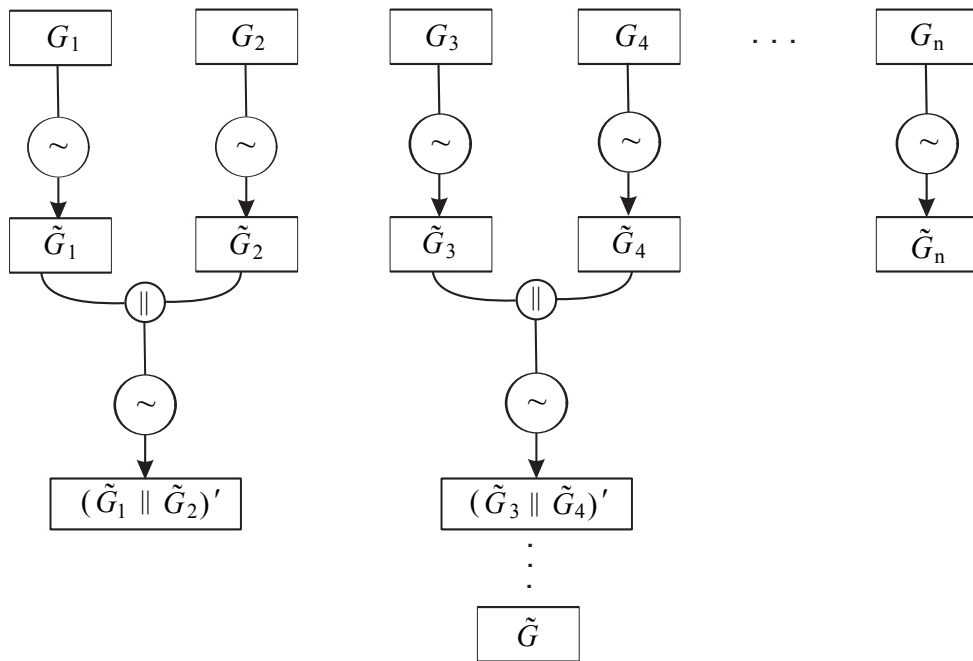 G₁ G₂ G₃ G₄ . . . Gₙ
~ ~ ~ ~ ~
G̃₁ G̃₂ G̃₃ G̃₄ G̃ₙ
|| ||
~ ~
(G̃₁ || G̃₂)′ (G̃₃ || G̃₄)′
.
.
.
G̃